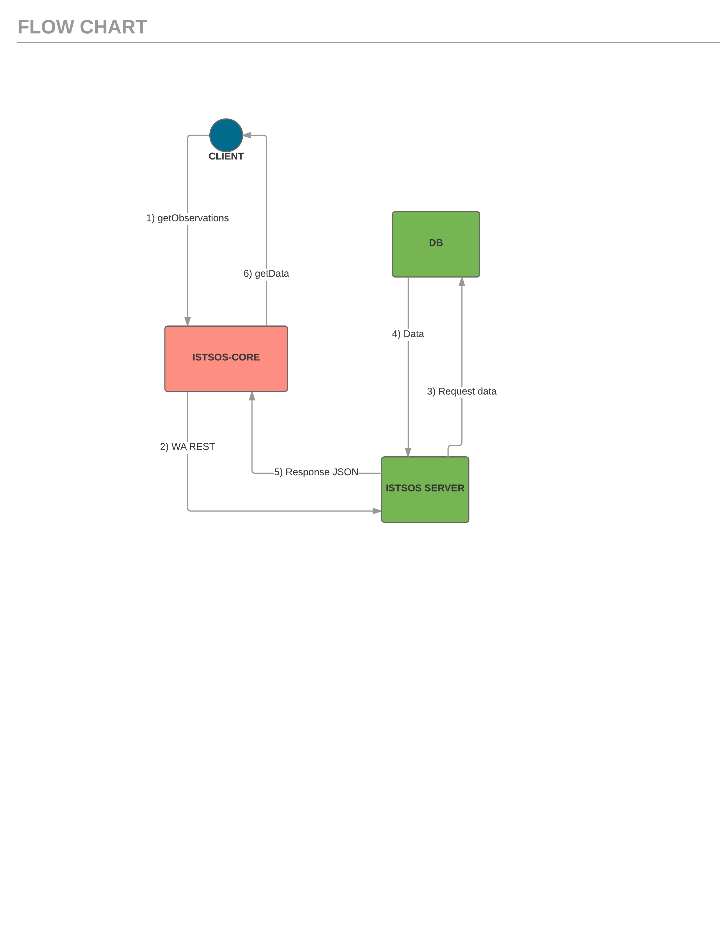 FLOW CHART
CLIENT
1) getObservations
DB
6) getData
4) Data
ISTSOS-CORE
3) Request data
2) WA REST
5) Response JSON
ISTSOS SERVER